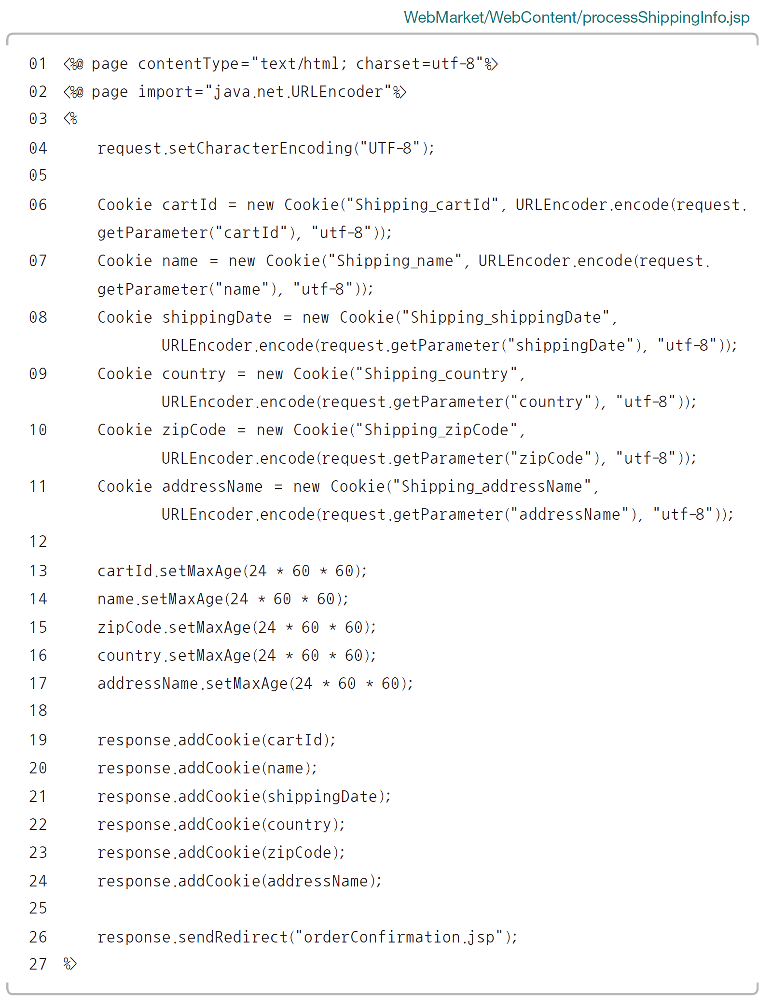 WebMarket/WebContent/processShippingInfo.jsp
01 <%@ page contentType="text/html; charset=utf-8"%>
02 <%@ page import="java.net.URLEncoder"%>
03 <%
04 request.setCharacterEncoding("UTF-8");
05
06 Cookie cartId = new Cookie("Shipping_cartId", URLEncoder.encode(request.
getParameter("cartId"), "utf-8"));
07 Cookie name = new Cookie("Shipping_name", URLEncoder.encode(request.
getParameter("name"), "utf-8"));
08 Cookie shippingDate = new Cookie("Shipping_shippingDate",
URLEncoder.encode(request.getParameter("shippingDate"), "utf-8"));
09 Cookie country = new Cookie("Shipping_country",
URLEncoder.encode(request.getParameter("country"), "utf-8"));
10 Cookie zipCode = new Cookie("Shipping_zipCode",
URLEncoder.encode(request.getParameter("zipCode"), "utf-8"));
11 Cookie addressName = new Cookie("Shipping_addressName",
URLEncoder.encode(request.getParameter("addressName"), "utf-8"));
12
13 cartId.setMaxAge(24 * 60 * 60);
14 name.setMaxAge(24 * 60 * 60);
15 zipCode.setMaxAge(24 * 60 * 60);
16 country.setMaxAge(24 * 60 * 60);
17 addressName.setMaxAge(24 * 60 * 60);
18
19 response.addCookie(cartId);
20 response.addCookie(name);
21 response.addCookie(shippingDate);
22 response.addCookie(country);
23 response.addCookie(zipCode);
24 response.addCookie(addressName);
25
26 response.sendRedirect("orderConfirmation.jsp");
27 %>